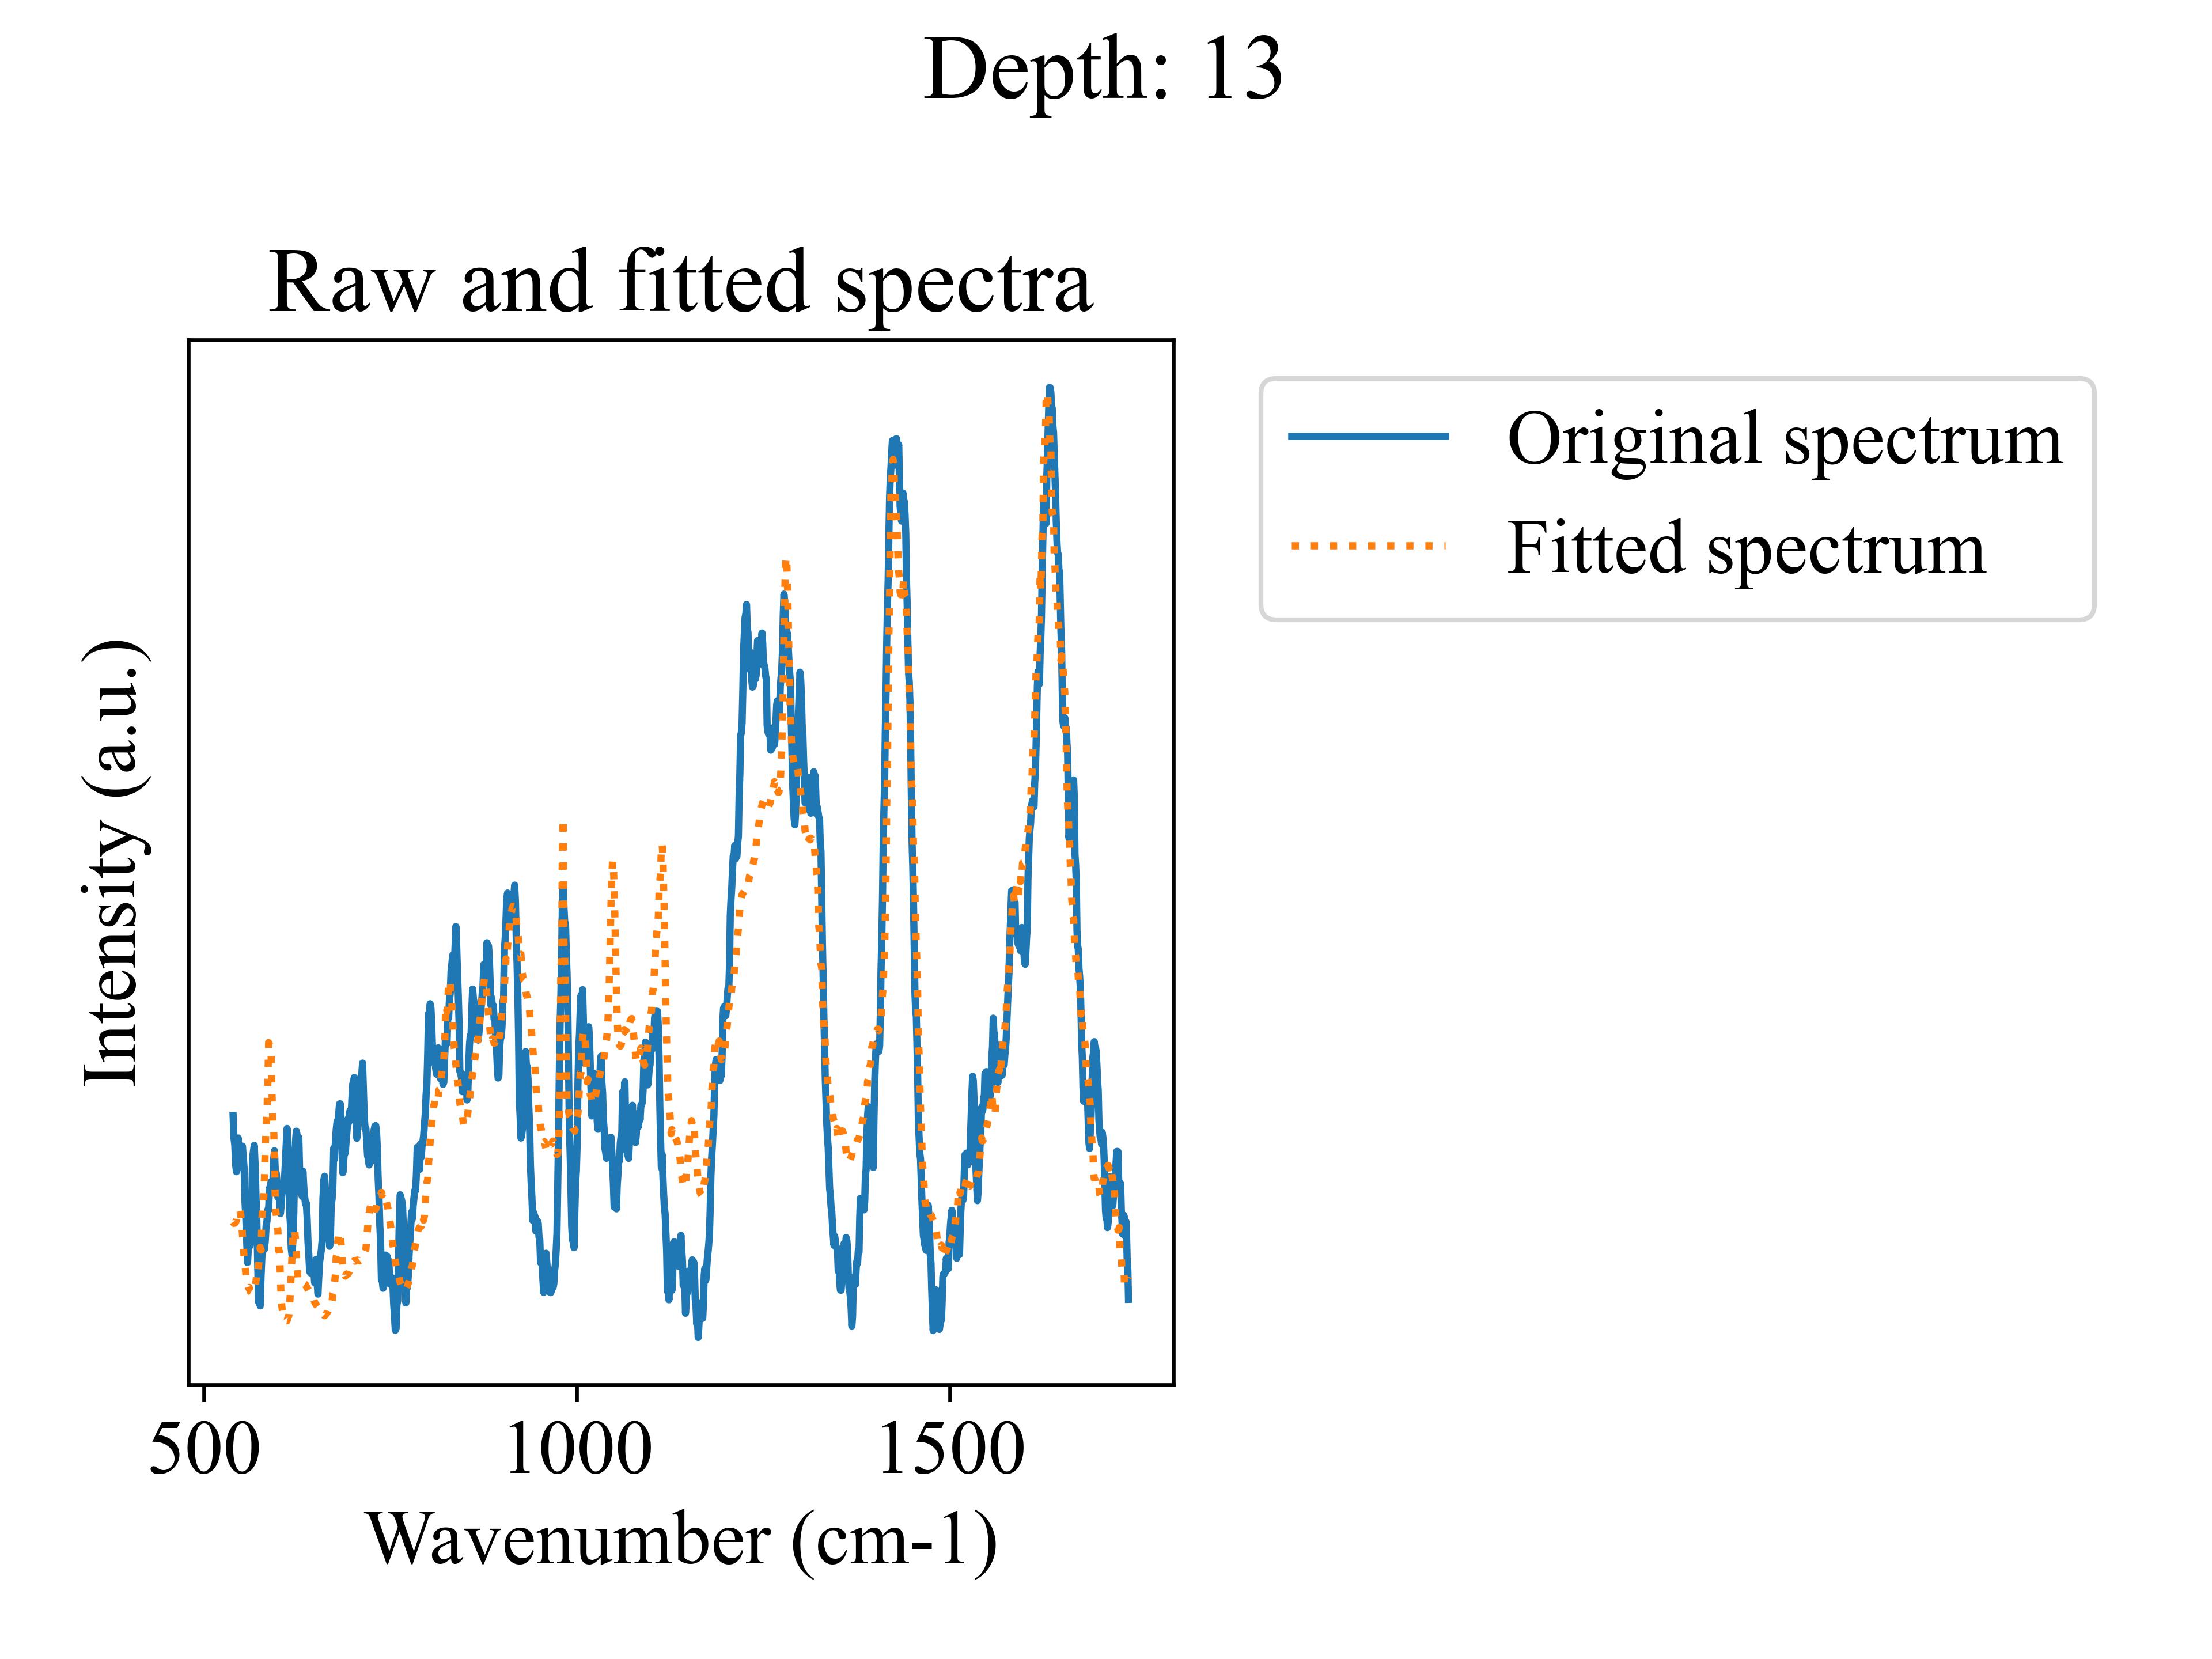 Depth: 13
Raw and fitted spectra
Original spectrum
Fitted spectrum
Intensity (a.u.)
500
1000
1500
Wavenumber (cm-1)